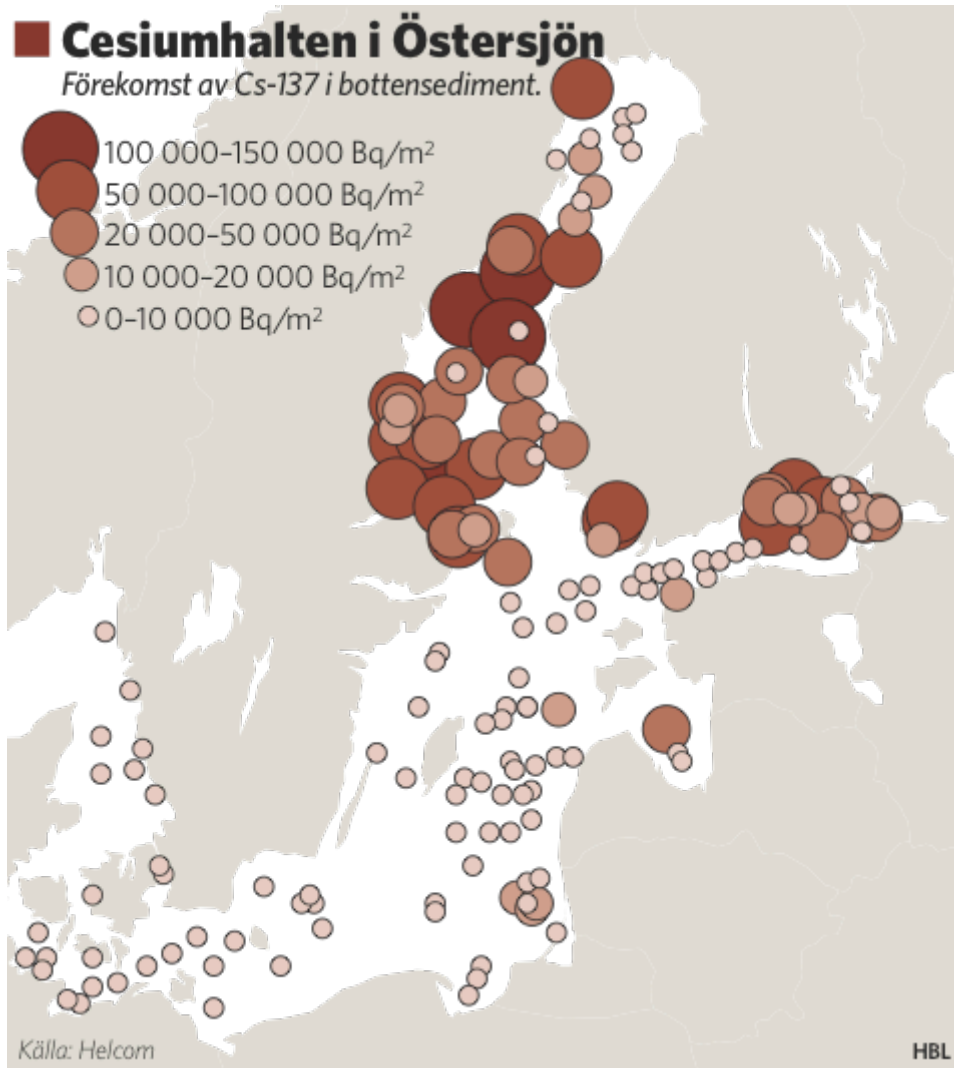 Cesiumhalten i Östersjön
Förekomst av Cs-137 i bottensediment.
100 000–150 000 Bq/m²
50 000–100 000 Bq/m²
20 000–50 000 Bq/m²
10 000–20 000 Bq/m²
0–10 000 Bq/m²
Källa: Helcom
HBL